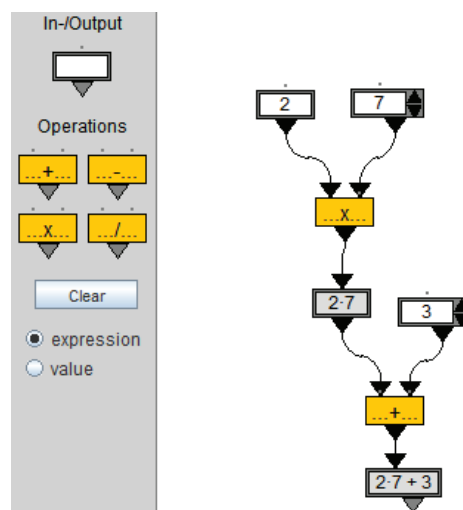 In-/Output
Operations
...+...
...-...
...x...
.../...
Clear
expression
value
2
7
...x...
2·7
3
...+...
2·7 + 3